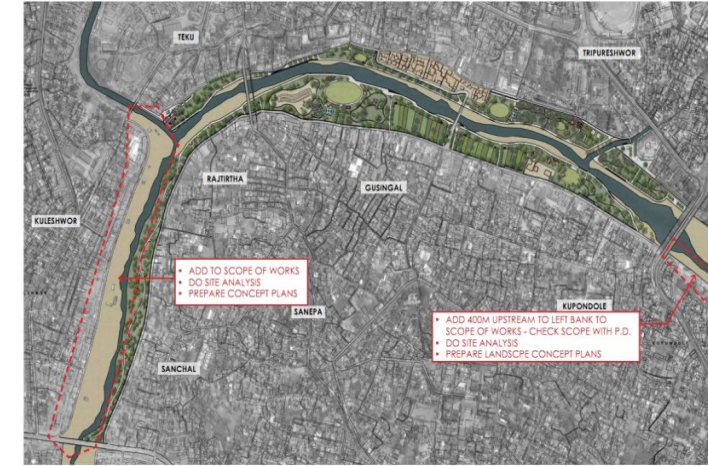 TEKU
TRIPURESHWOR
RAJTIRTHA
GUSINGAL
KULESHWOR
• ADD TO SCOPE OF WORKS
• DO SITE ANALYSIS
• PREPARE CONCEPT PLANS
KUPONDOLE
SANEPA
• ADD 400M UPSTREAM TO LEFT BANK TO
SCOPE OF WORKS - CHECK SCOPE WITH P.D.
• DO SITE ANALYSIS
• PREPARE LANDSCPE CONCEPT PLANS
SANCHAL